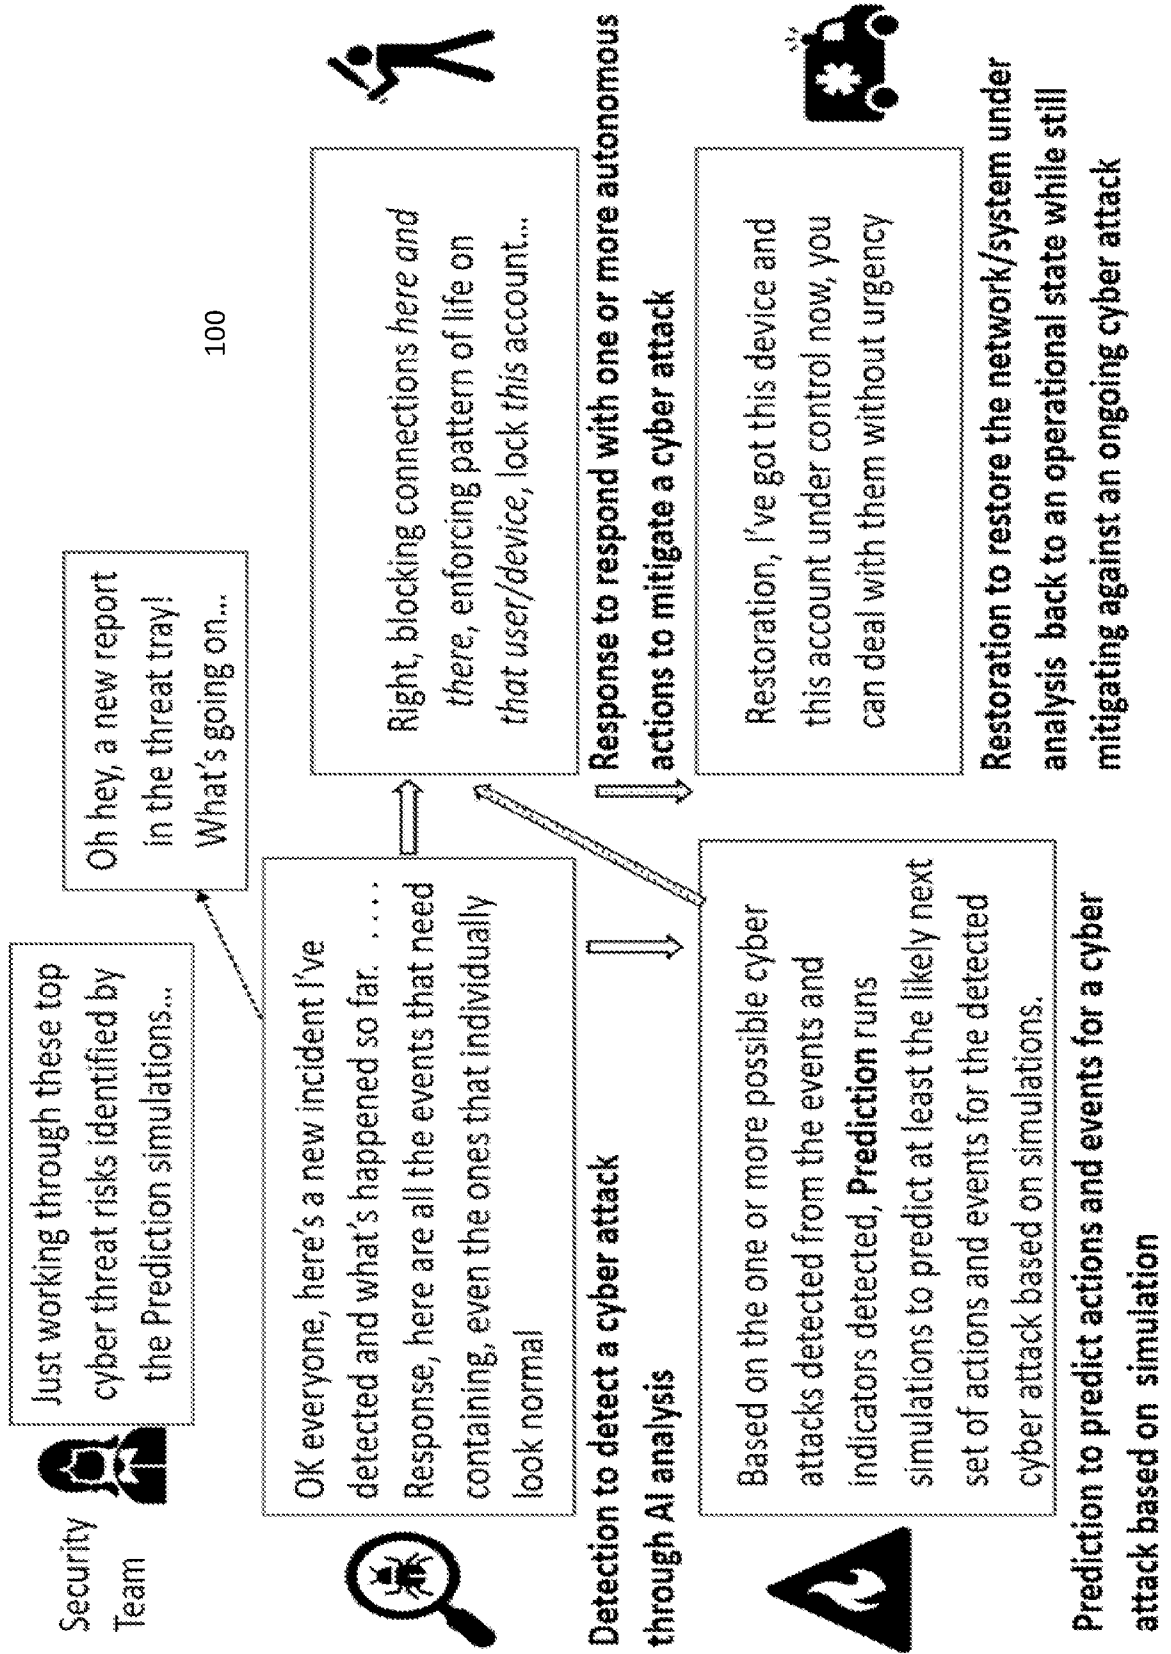 Security
Team
Just working through these top
cyber threat risks identified by
the Prediction simulations...
Oh hey, a new report
in the threat tray!
What's going on...
100
OK everyone, here's a new incident I've
detected and what's happened so far. ....
Response, here are all the events that need
containing, even the ones that individually
look normal
Detection to detect a cyber attack
through AI analysis
Right, blocking connections here and
there, enforcing pattern of life on
that user/device, lock this account...
Response to respond with one or more autonomous
actions to mitigate a cyber attack
Based on the one or more possible cyber
attacks detected from the events and
indicators detected, Prediction runs
simulations to predict at least the likely next
set of actions and events for the detected
cyber attack based on simulations.
Prediction to predict actions and events for a cyber
attack based on simulation
Restoration, I've got this device and
this account under control now, you
can deal with them without urgency
Restoration to restore the network/system under
analysis back to an operational state while still
mitigating against an ongoing cyber attack